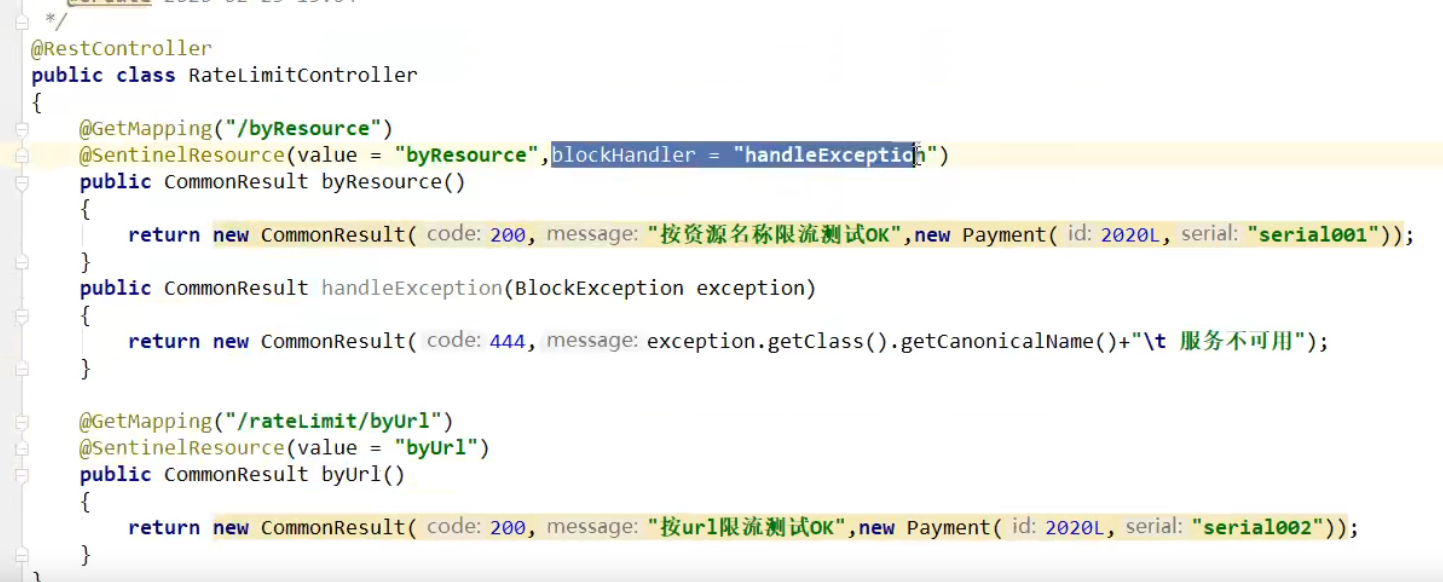 */
@RestController
public class RateLimitController
{
@GetMapping("/byResource")
@SentinelResource(value = "byResource",blockHandler = "handleException")
public CommonResult byResource()
{
return new CommonResult( code: 200, message: "按资源名称限流测试OK",new Payment( id: 2020L, serial: "serial001"));
}
public CommonResult handleException(BlockException exception)
{
return new CommonResult( code: 444, message: exception.getClass().getCanonicalName()+"\t 服务不可用");
}
@GetMapping("/rateLimit/byUrl")
@SentinelResource(value = "byUrl")
public CommonResult byUrl()
{
return new CommonResult( code: 200, message: "按url限流测试OK",new Payment( id: 2020L, serial: "serial002"));
}